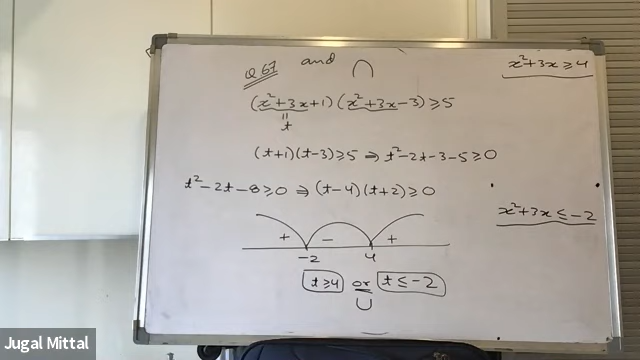 Q 67 and ∩
x²+3x≥4
(x²+3x+1)(x²+3x-3)≥5
=
t
(t+1)(t-3)≥5 ⇒ t²-2t-3-5≥0
t²-2t-8≥0 ⇒ (t-4)(t+2)≥0
x²+3x≤-2
+ - +
-2 4
t≥4 or t≤-2
∪
Jugal Mittal